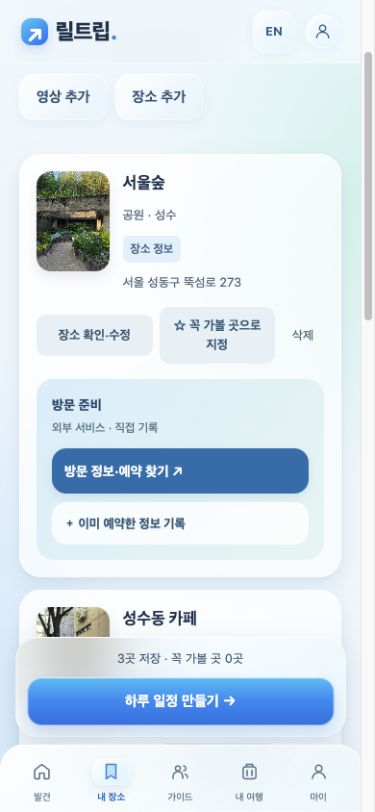 릴트립.
EN
영상 추가
장소 추가
서울숲
공원 · 성수
장소 정보
서울 성동구 뚝섬로 273
장소 확인·수정
☆ 꼭 가볼 곳으로
지정
삭제
방문 준비
외부 서비스 · 직접 기록
방문 정보·예약 찾기 ↗
+ 이미 예약한 정보 기록
성수동 카페
3곳 저장 · 꼭 가볼 곳 0곳
하루 일정 만들기 →
발견
내 장소
가이드
내 여행
마이